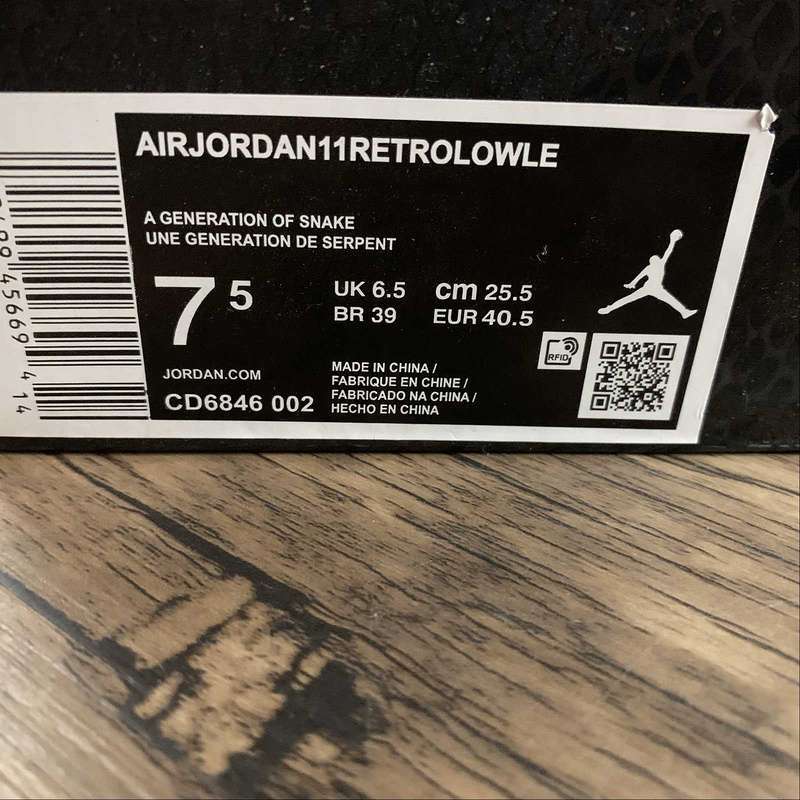 AIRJORDAN11RETROLOWLE
A GENERATION OF SNAKE
UNE GENERATION DE SERPENT
7 5
UK 6.5 cm 25.5
BR 39 EUR 40.5
JORDAN.COM
CD6846 002
MADE IN CHINA /
FABRIQUE EN CHINE /
FABRICADO NA CHINA /
HECHO EN CHINA
RFID
45669 414